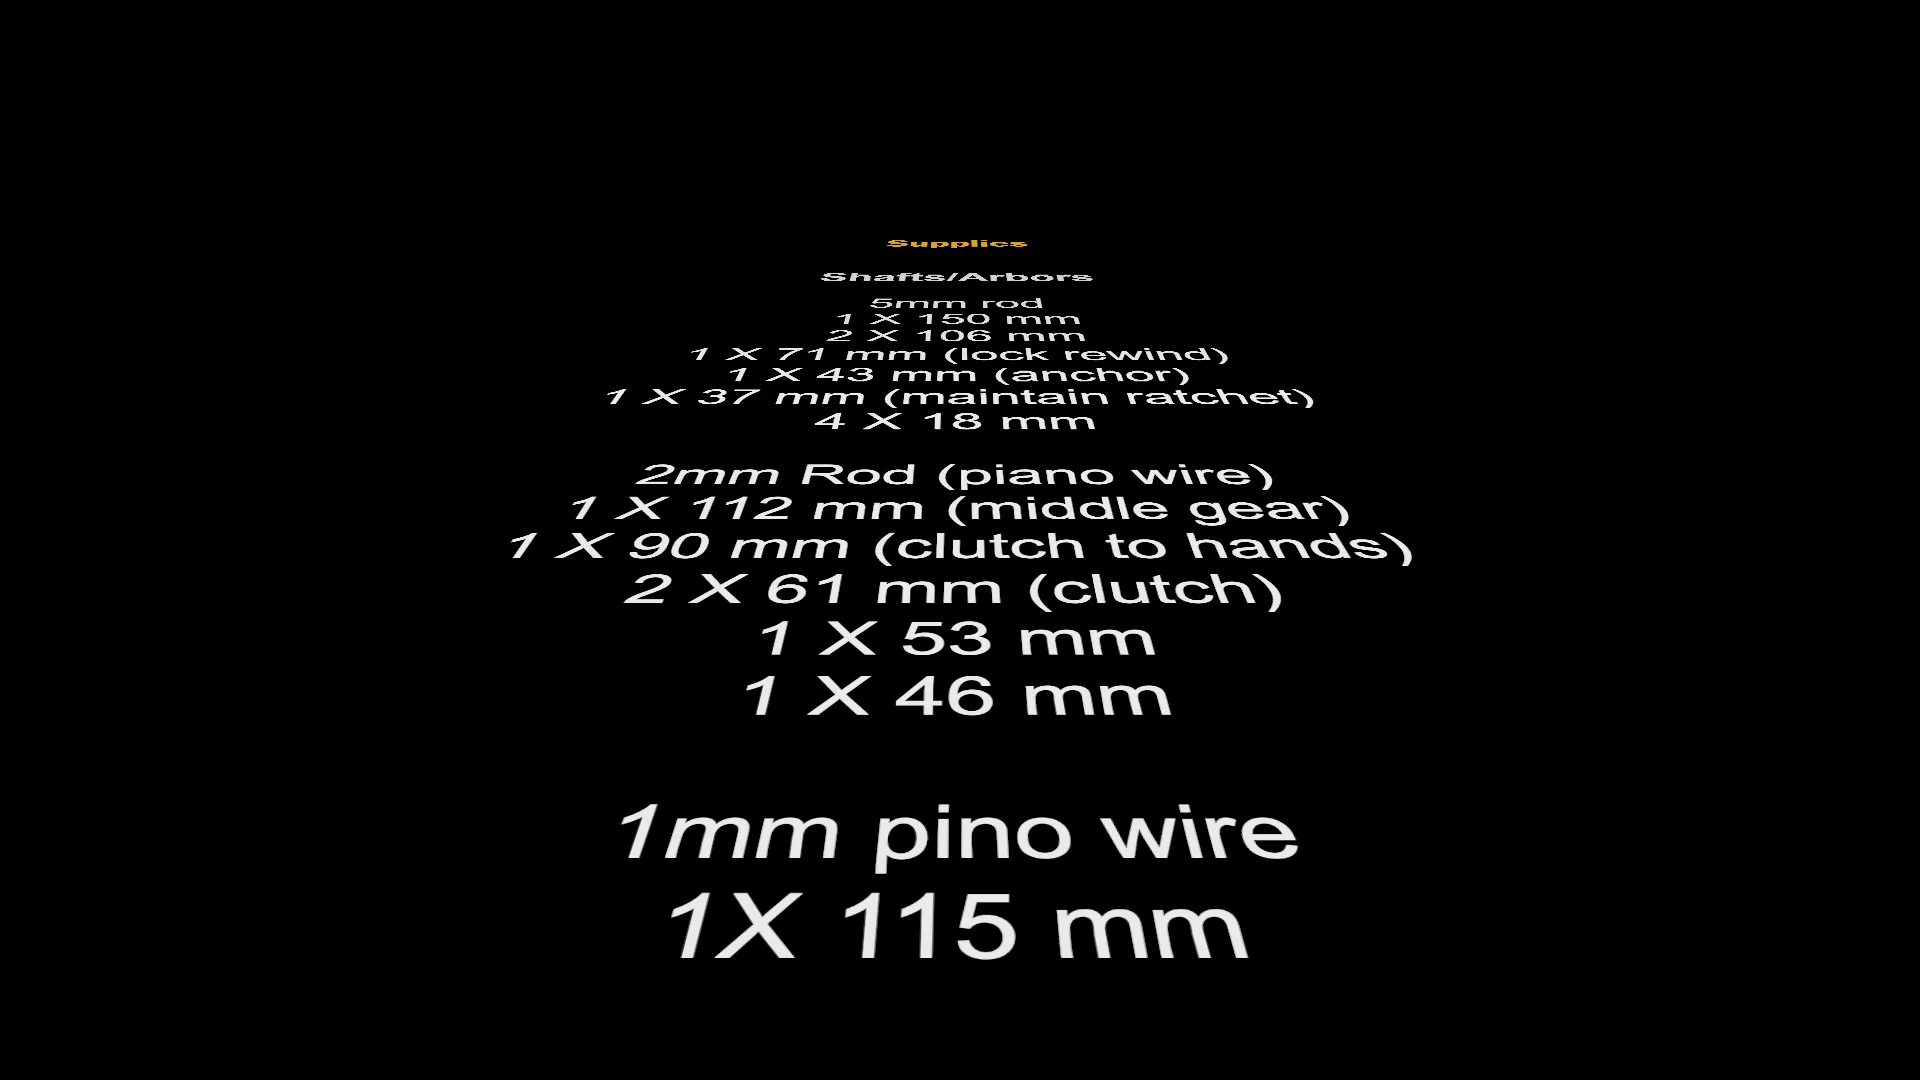 Supplies
Shafts/Arbors
5mm rod
1 X 150 mm
2 X 106 mm
1 X 71 mm (lock rewind)
1 X 43 mm (anchor)
1 X 37 mm (maintain ratchet)
4 X 18 mm
2mm Rod (piano wire)
1 X 112 mm (middle gear)
1 X 90 mm (clutch to hands)
2 X 61 mm (clutch)
1 X 53 mm
1 X 46 mm
1mm pino wire
1X 115 mm